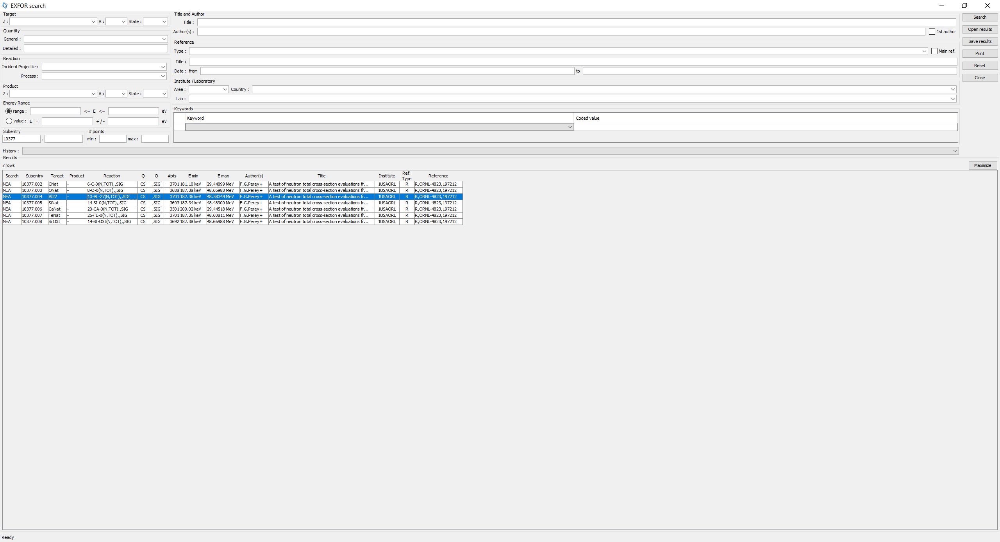 EXFOR search
Target
Z : A : State :
Quantity
General :
Detailed :
Reaction
Incident Projectile :
Process :
Product
Z : A : State :
Energy Range
range : <= E <= eV
value : E = + / - eV
Subentry
10377 .
# points
min : max :
Title and Author
Title :
Author(s) : 1st author
Reference
Type : Main ref.
Title :
Date : from to
Institute / Laboratory
Area : Country :
Lab :
Keywords
Keyword Coded value
Search
Open results
Save results
Print
Reset
Close
History :
Results
7 rows
Maximize
Search Subentry Target Product Reaction Q Q #pts E min E max Author(s) Title Institute Ref. Type Reference
NEA 10377.002 CNat - 6-C-0(N,TOT),,SIG CS ,SIG 3701 181.10 keV 29.44899 MeV F.G.Perey+ A test of neutron total cross-section evaluations fr... 1USAORL R R,ORNL-4823,197212
NEA 10377.003 ONat - 8-O-0(N,TOT),,SIG CS ,SIG 3688 187.38 keV 48.66988 MeV F.G.Perey+ A test of neutron total cross-section evaluations fr... 1USAORL R R,ORNL-4823,197212
NEA 10377.004 Al27 - 13-AL-27(N,TOT),,SIG CS ,SIG 3701 187.36 keV 48.58344 MeV F.G.Perey+ A test of neutron total cross-section evaluations fr... 1USAORL R R,ORNL-4823,197212
NEA 10377.005 SiNat - 14-SI-0(N,TOT),,SIG CS ,SIG 3693 187.34 keV 48.48900 MeV F.G.Perey+ A test of neutron total cross-section evaluations fr... 1USAORL R R,ORNL-4823,197212
NEA 10377.006 CaNat - 20-CA-0(N,TOT),,SIG CS ,SIG 3501 200.02 keV 29.44518 MeV F.G.Perey+ A test of neutron total cross-section evaluations fr... 1USAORL R R,ORNL-4823,197212
NEA 10377.007 FeNat - 26-FE-0(N,TOT),,SIG CS ,SIG 3701 187.36 keV 48.60811 MeV F.G.Perey+ A test of neutron total cross-section evaluations fr... 1USAORL R R,ORNL-4823,197212
NEA 10377.008 Si OXI - 14-SI-OXI(N,TOT),,SIG CS ,SIG 3692 187.38 keV 48.66988 MeV F.G.Perey+ A test of neutron total cross-section evaluations fr... 1USAORL R R,ORNL-4823,197212
Ready